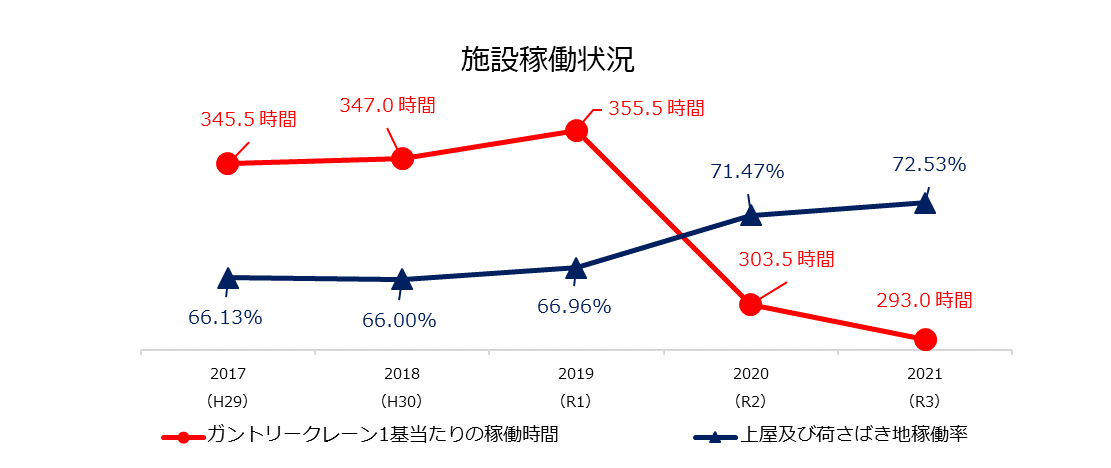 施設稼働状況
345.5 時間
347.0 時間
355.5 時間
71.47%
72.53%
303.5 時間
293.0 時間
66.13%
66.00%
66.96%
2017 2018 2019 2020 2021
（H29） （H30） （R1） （R2） （R3）
ガントリークレーン1基当たりの稼働時間 上屋及び荷さばき地稼働率